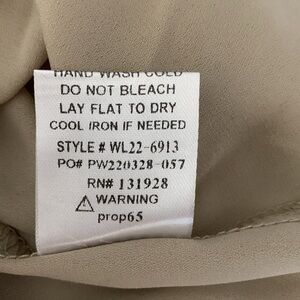 HAND WASH COLD
DO NOT BLEACH
LAY FLAT TO DRY
COOL IRON IF NEEDED
STYLE # WL22-6913
PO# PW220328-057
RN# 131928
WARNING
prop65